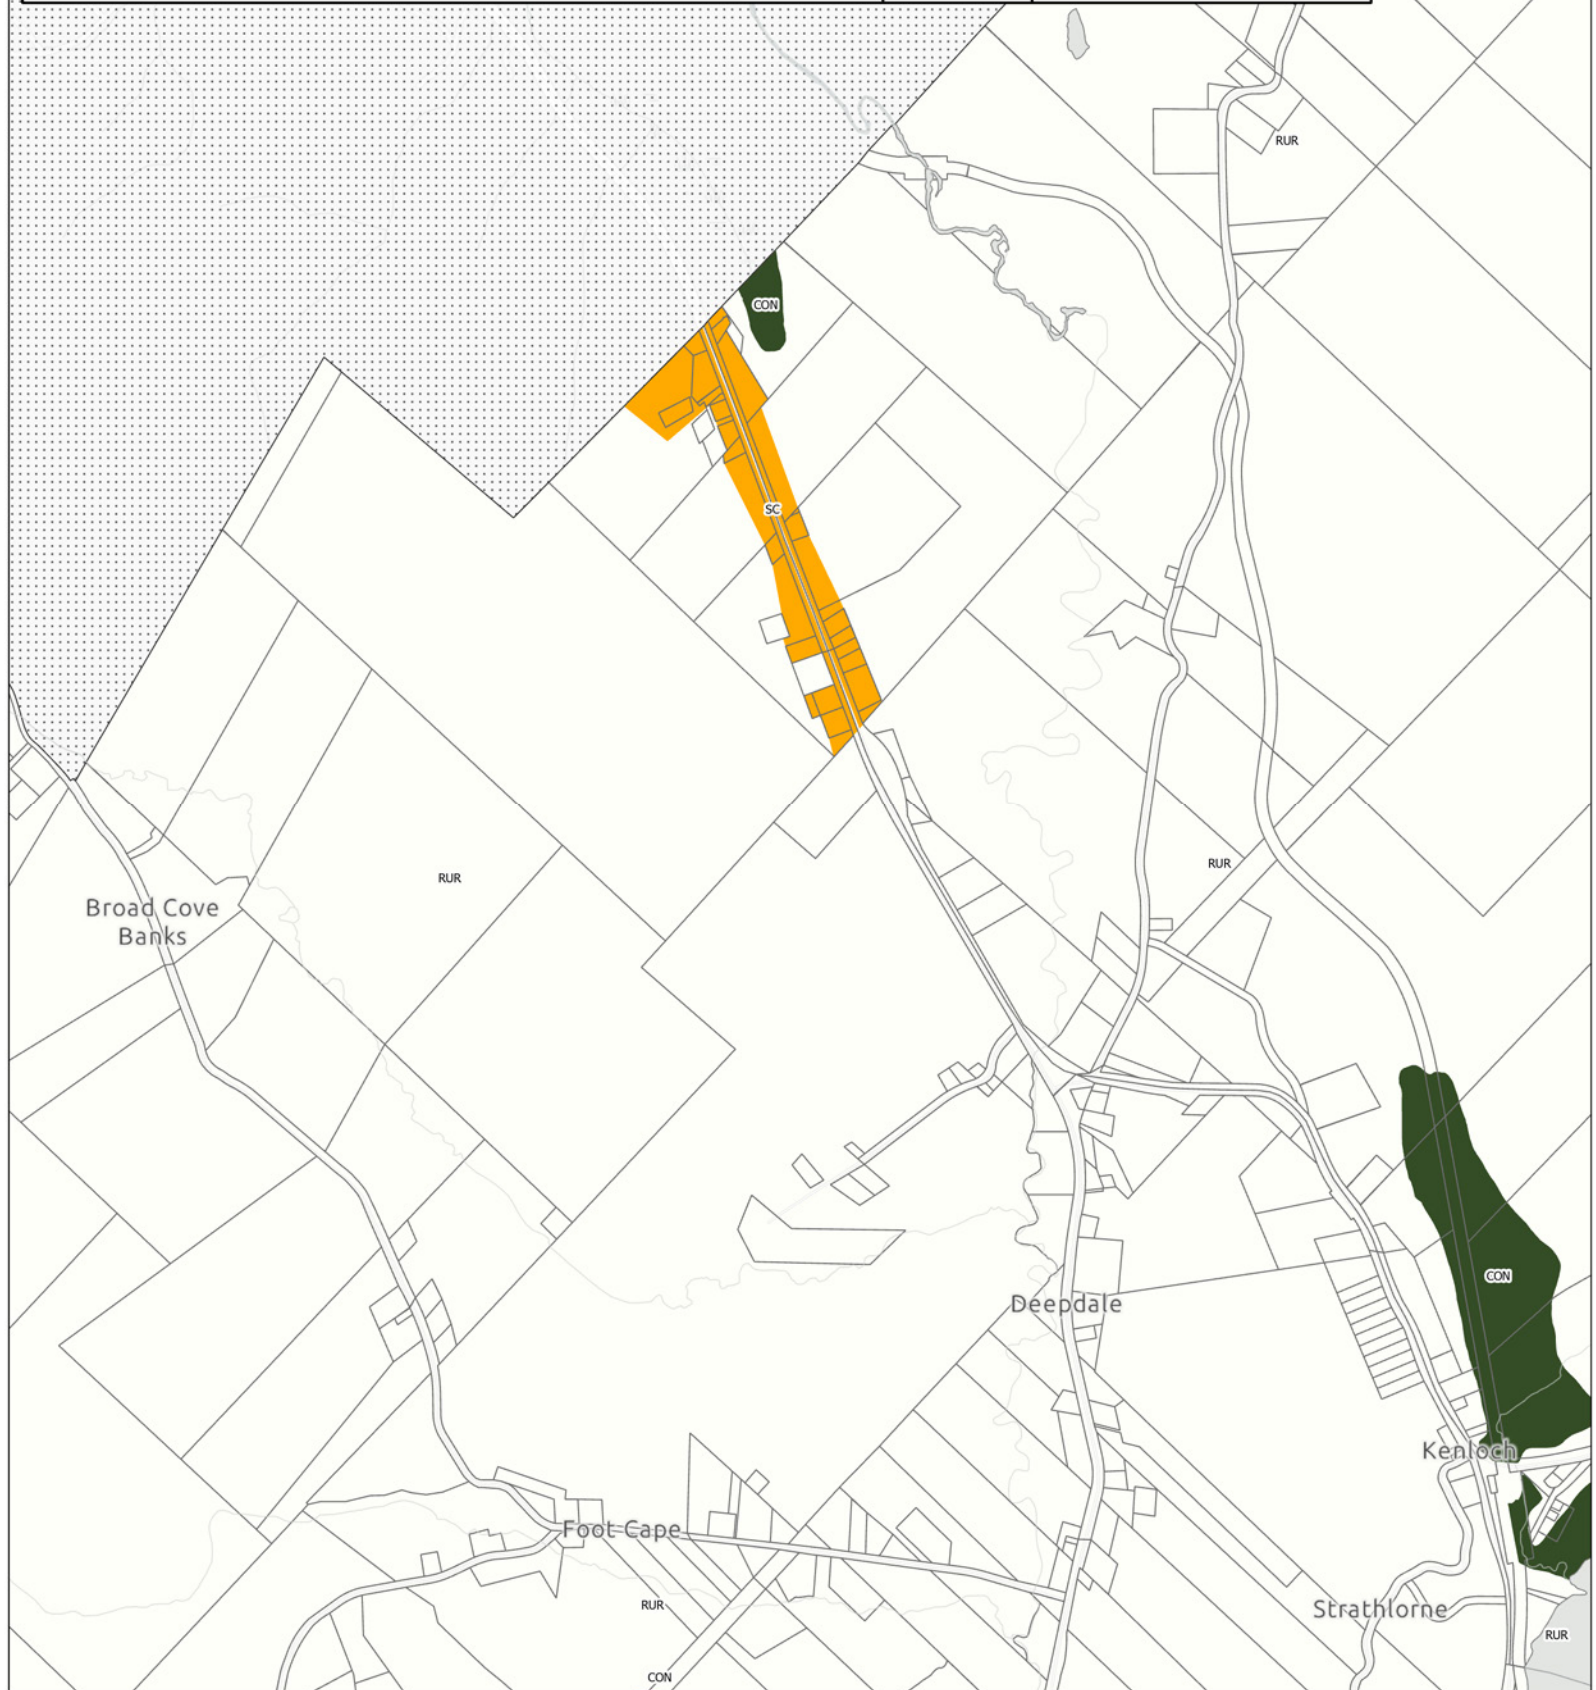 RUR
CON
SC
RUR
RUR
Broad Cove
Banks
CON
Deepdale
Kenloch
Foot Cape
RUR
Strathlorne
RUR
CON